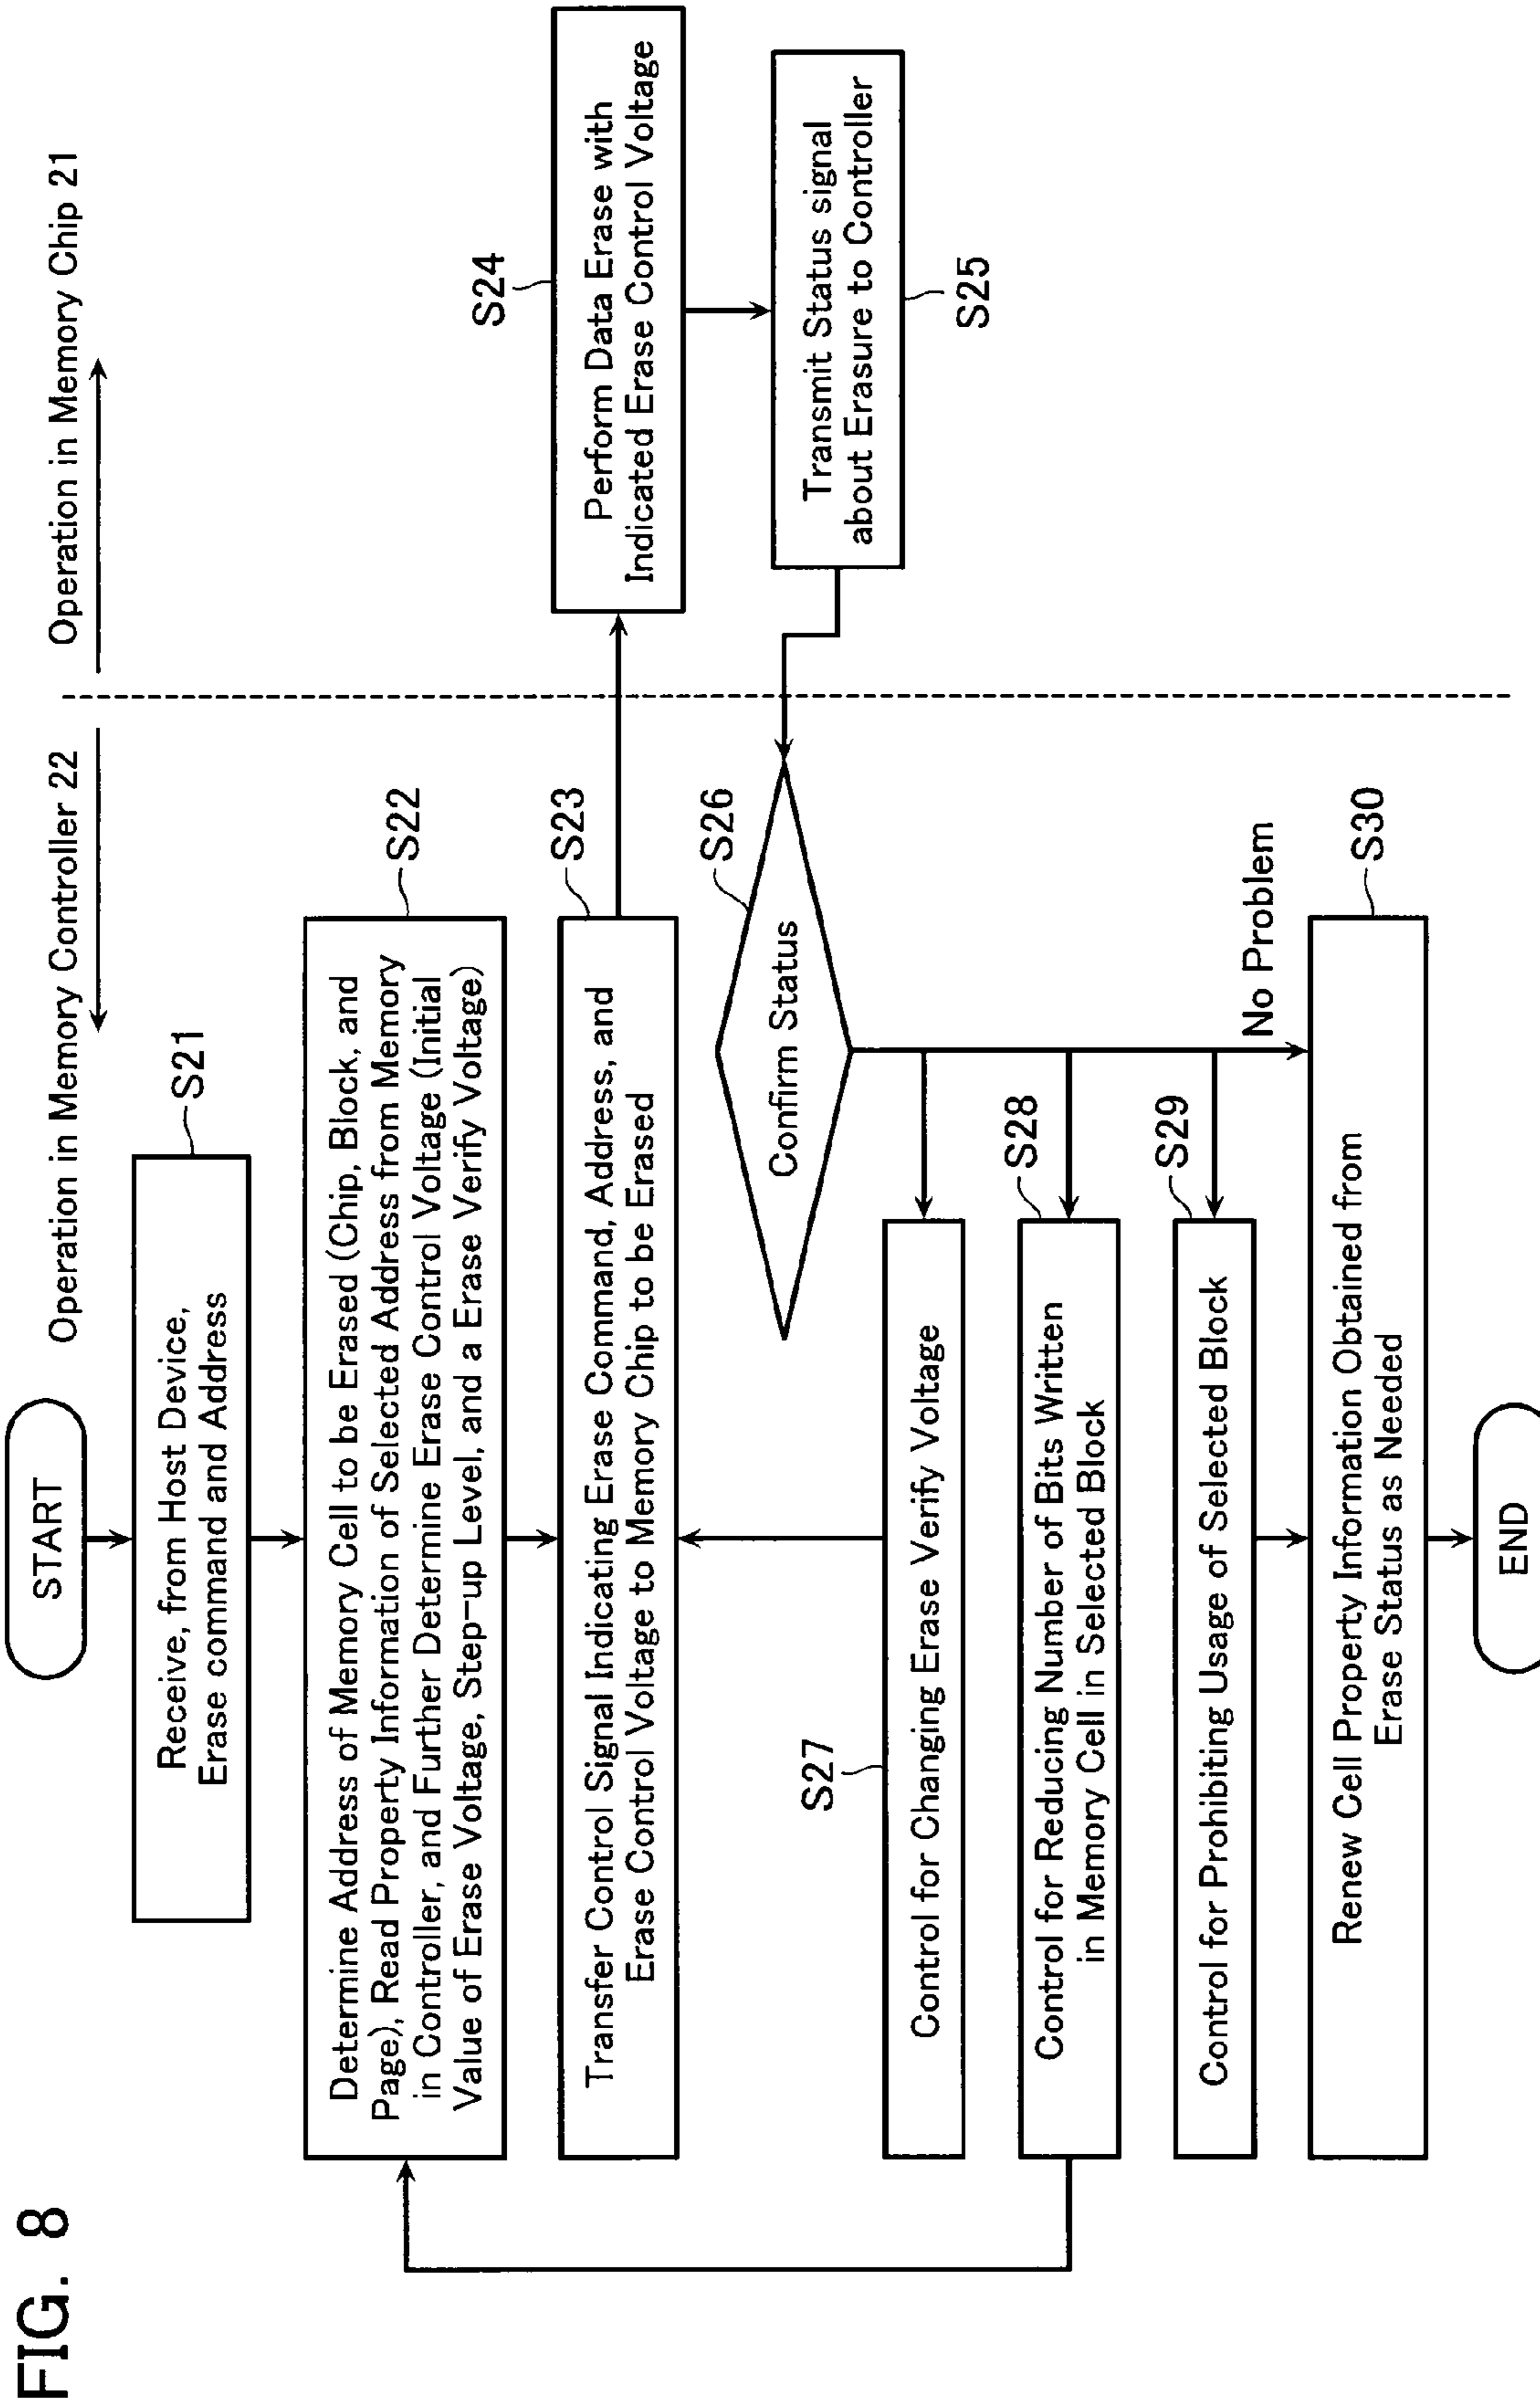 FIG. 8
Operation in Memory Controller 22
Operation in Memory Chip 21
START
S21
Receive, from Host Device,
Erase command and Address
S22
Determine Address of Memory Cell to be Erased (Chip, Block, and
Page), Read Property Information of Selected Address from Memory
in Controller, and Further Determine Erase Control Voltage (Initial
Value of Erase Voltage, Step-up Level, and a Erase Verify Voltage)
S23
Transfer Control Signal Indicating Erase Command, Address, and
Erase Control Voltage to Memory Chip to be Erased
S24
Perform Data Erase with
Indicated Erase Control Voltage
Transmit Status signal
about Erasure to Controller
S25
S26
Confirm Status
S27
Control for Changing Erase Verify Voltage
S28
Control for Reducing Number of Bits Written
in Memory Cell in Selected Block
S29
Control for Prohibiting Usage of Selected Block
No Problem
S30
Renew Cell Property Information Obtained from
Erase Status as Needed
END